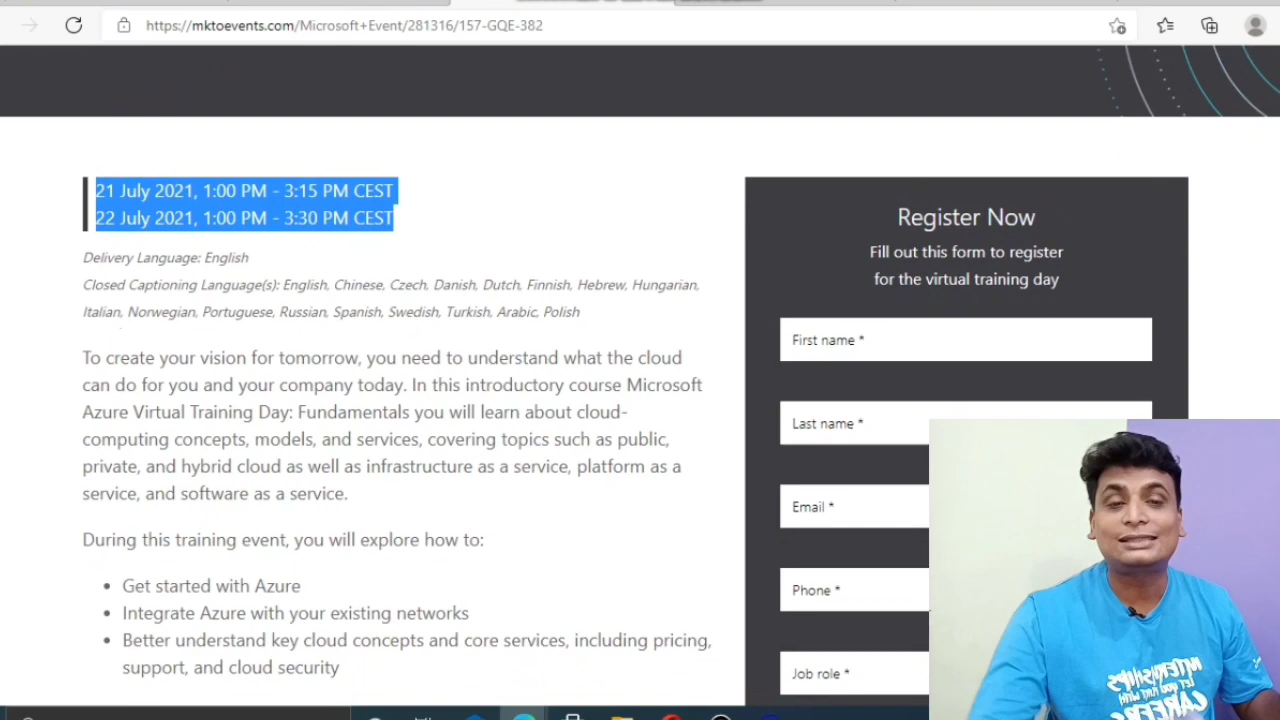 https://mktoevents.com/Microsoft+Event/281316/157-GQE-382
21 July 2021, 1:00 PM - 3:15 PM CEST
22 July 2021, 1:00 PM - 3:30 PM CEST
Delivery Language: English
Closed Captioning Language(s): English, Chinese, Czech, Danish, Dutch, Finnish, Hebrew, Hungarian,
Italian, Norwegian, Portuguese, Russian, Spanish, Swedish, Turkish, Arabic, Polish
To create your vision for tomorrow, you need to understand what the cloud
can do for you and your company today. In this introductory course Microsoft
Azure Virtual Training Day: Fundamentals you will learn about cloud-
computing concepts, models, and services, covering topics such as public,
private, and hybrid cloud as well as infrastructure as a service, platform as a
service, and software as a service.
During this training event, you will explore how to:
• Get started with Azure
• Integrate Azure with your existing networks
• Better understand key cloud concepts and core services, including pricing,
support, and cloud security
Register Now
Fill out this form to register
for the virtual training day
First name *
Last name *
Email *
Phone *
Job role *
INTERNSHIPS
CAREERS